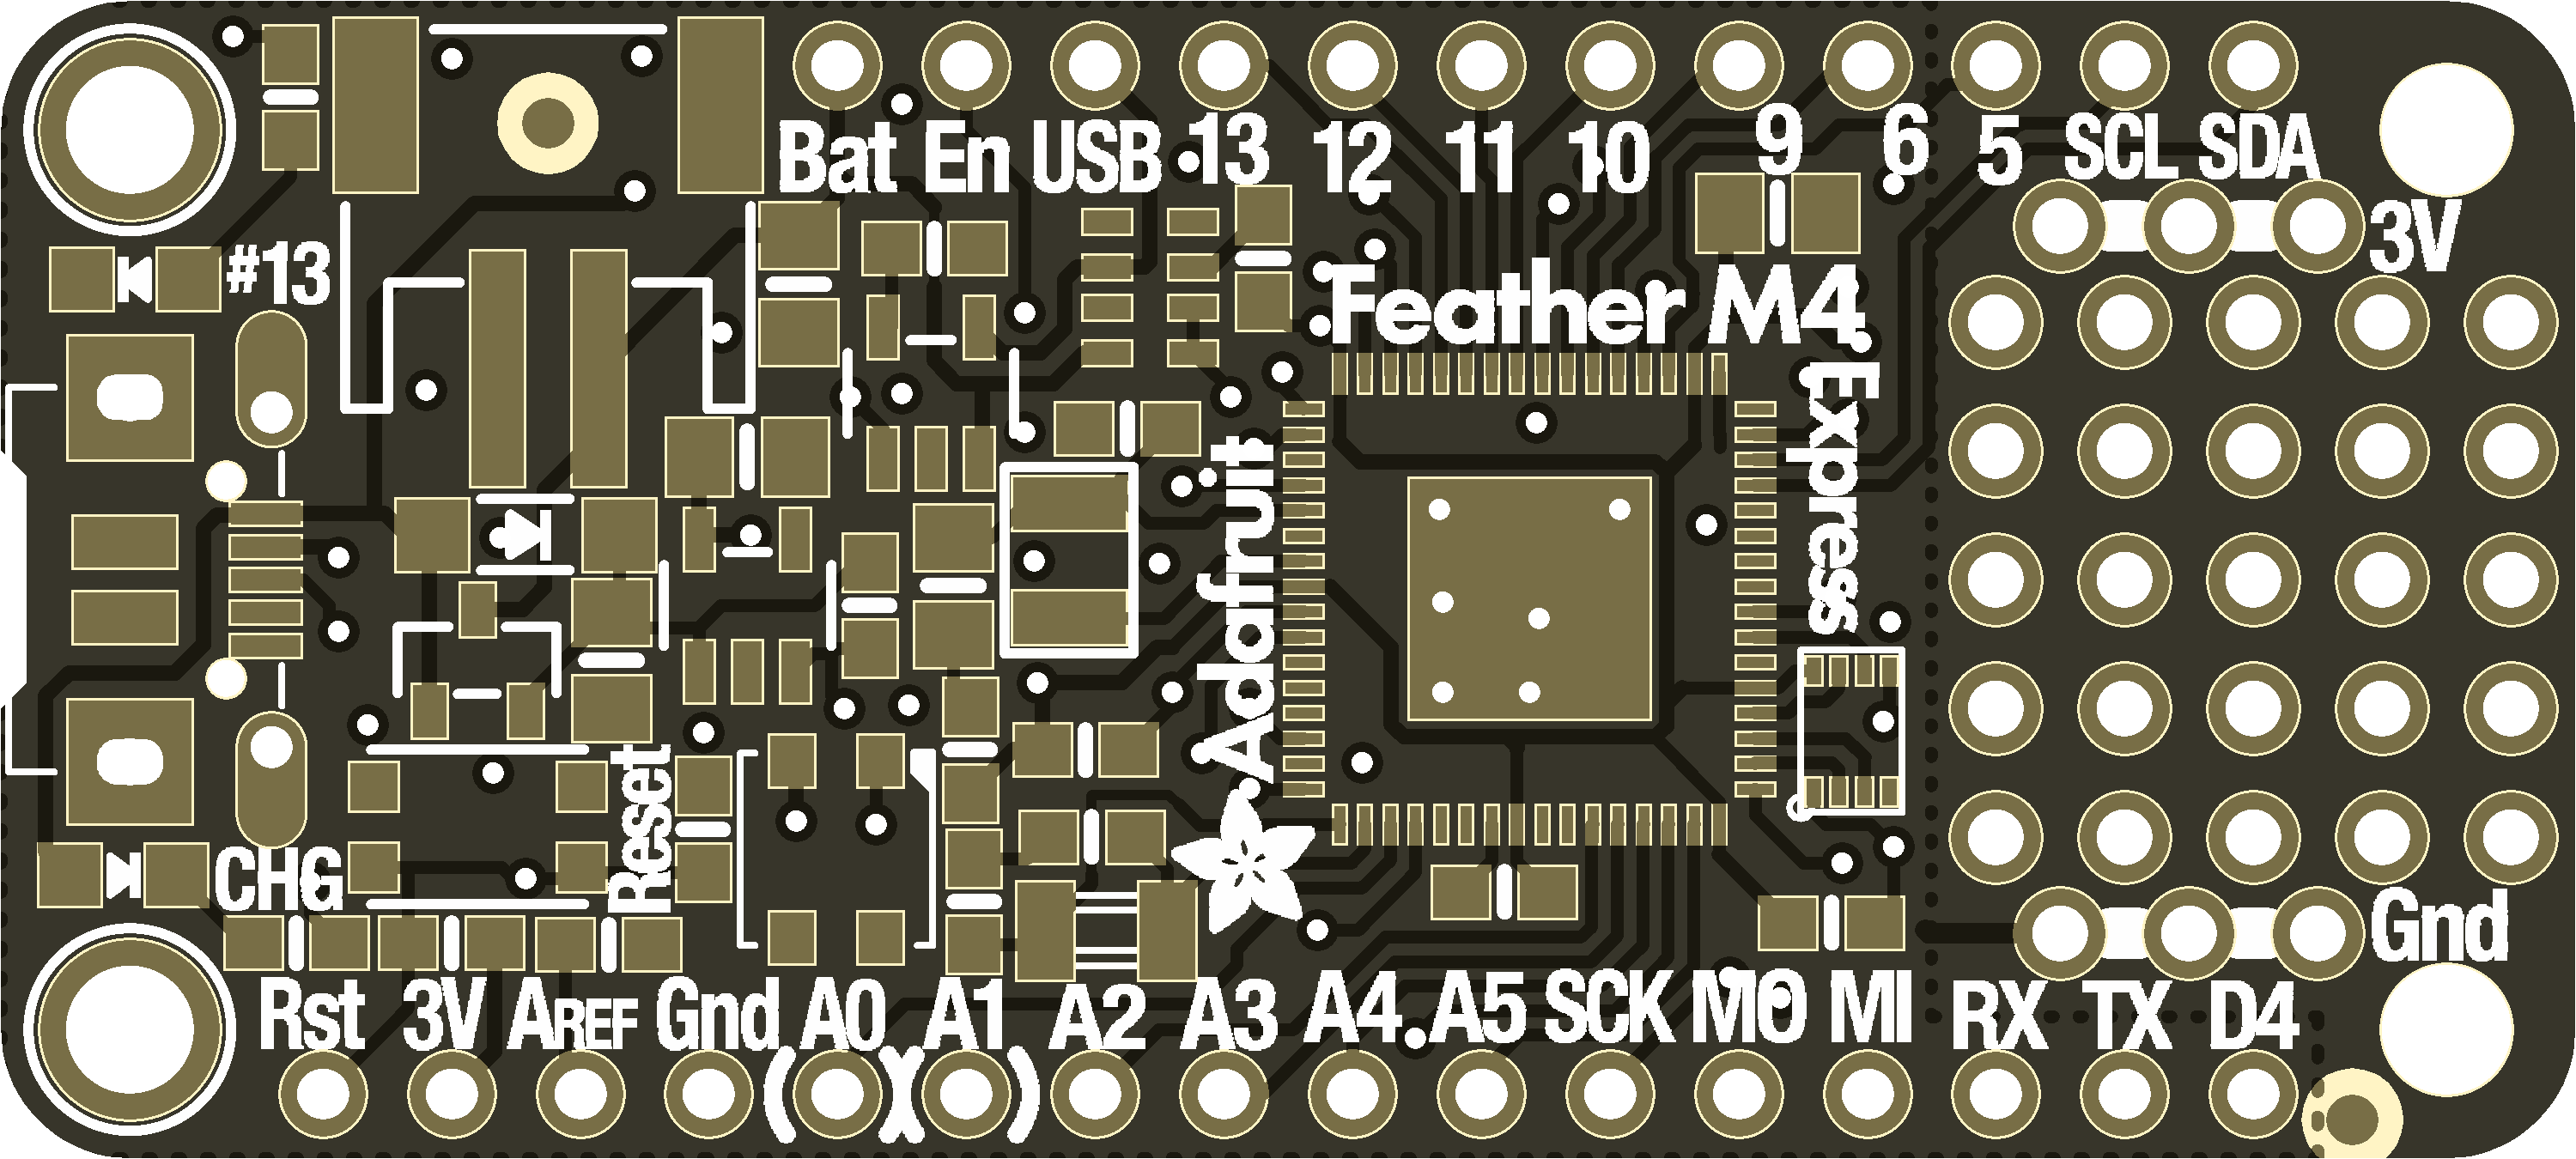 Bat En USB 13 12 11 10 9 6 5 SCL SDA
3V
#13
Feather M4
Express
Adafruit
Reset
CHG
Gnd
Rst 3V AREF Gnd A0 A1 A2 A3 A4 A5 SCK MO MI RX TX D4
( )( )